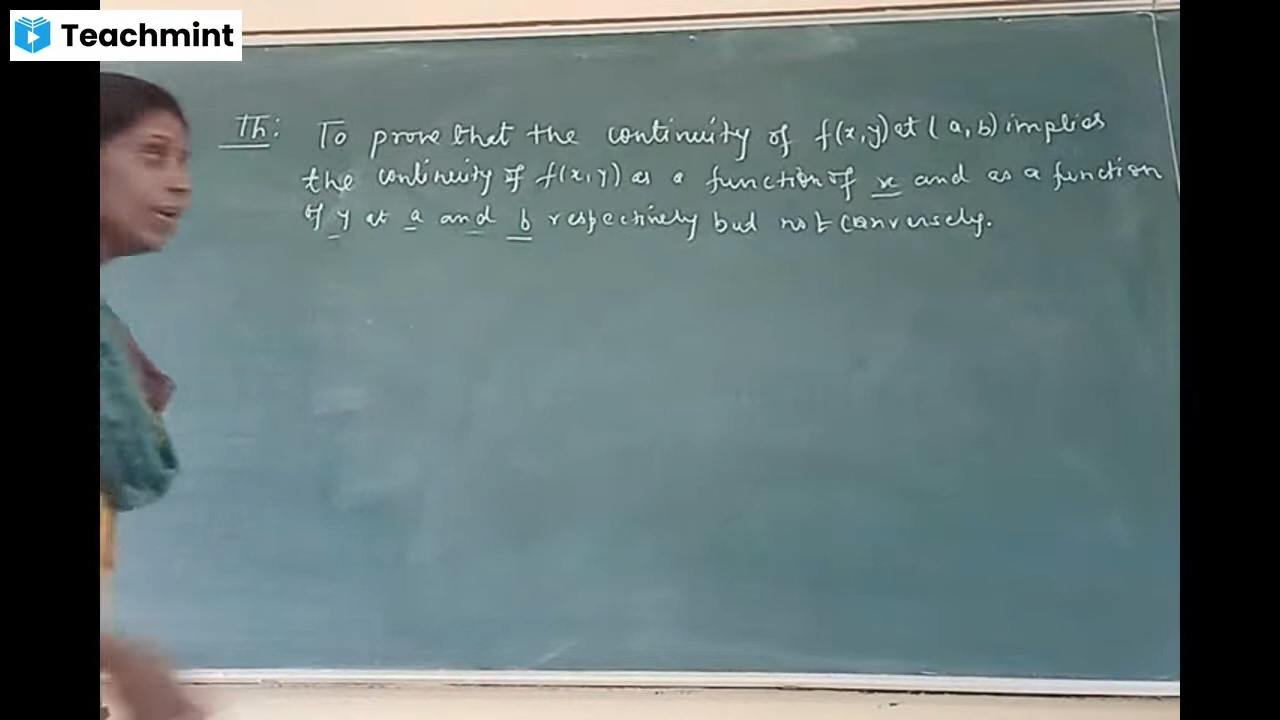 Teachmint
Th: To prove that the continuity of f(x,y) at (a,b) implies
the continuity of f(x,y) as a function of x and as a function
of y at a and b respectively but not conversely.